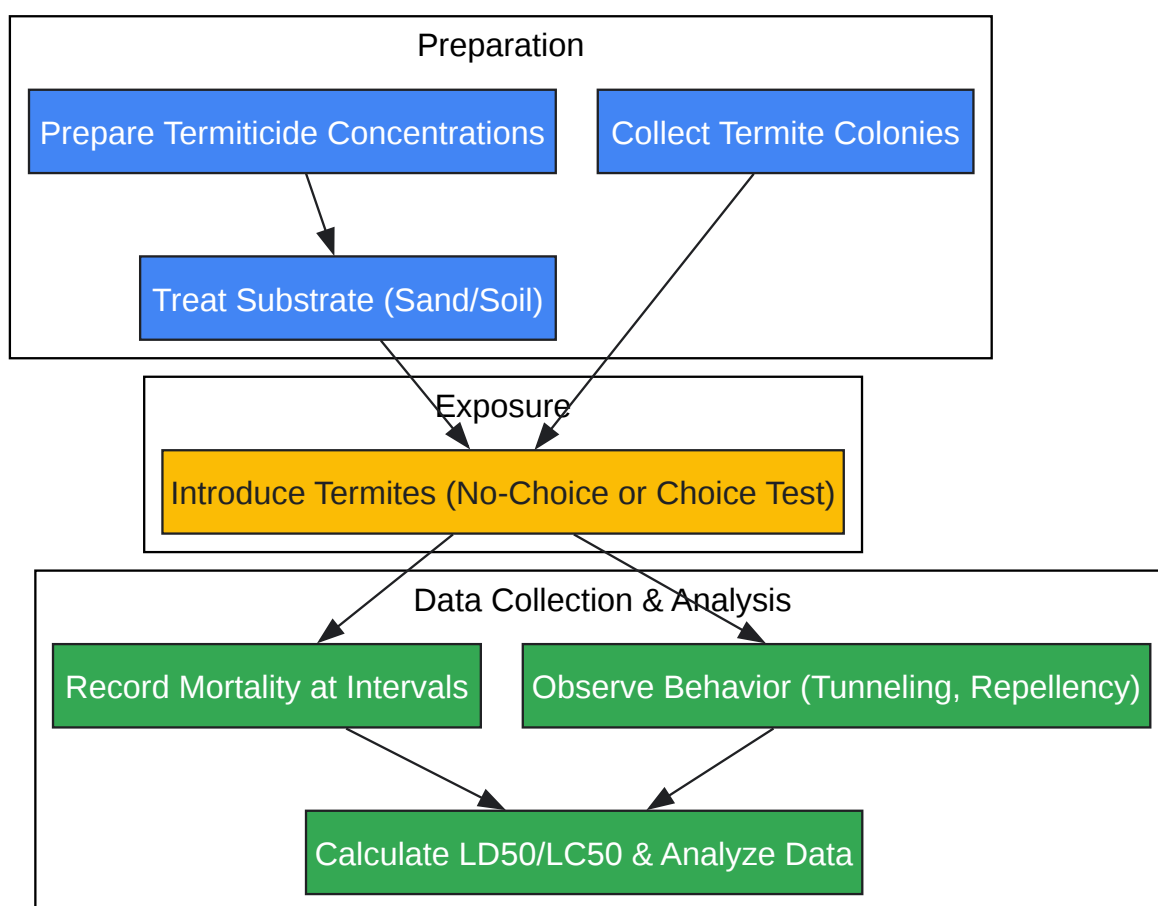 Preparation
Prepare Termiticide Concentrations
Collect Termite Colonies
Treat Substrate (Sand/Soil)
Exposure
Introduce Termites (No-Choice or Choice Test)
Data Collection & Analysis
Record Mortality at Intervals
Observe Behavior (Tunneling, Repellency)
Calculate LD50/LC50 & Analyze Data